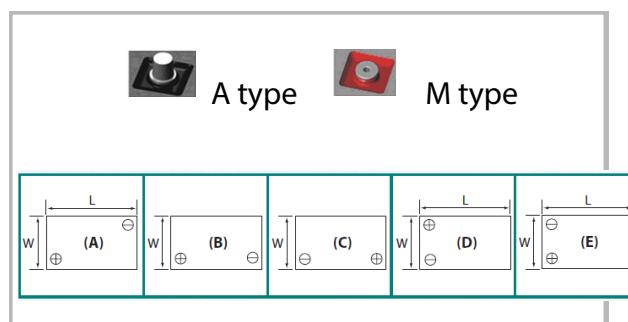 A type M type
L L L
W (A) W (B) W (C) W (D) W (E)